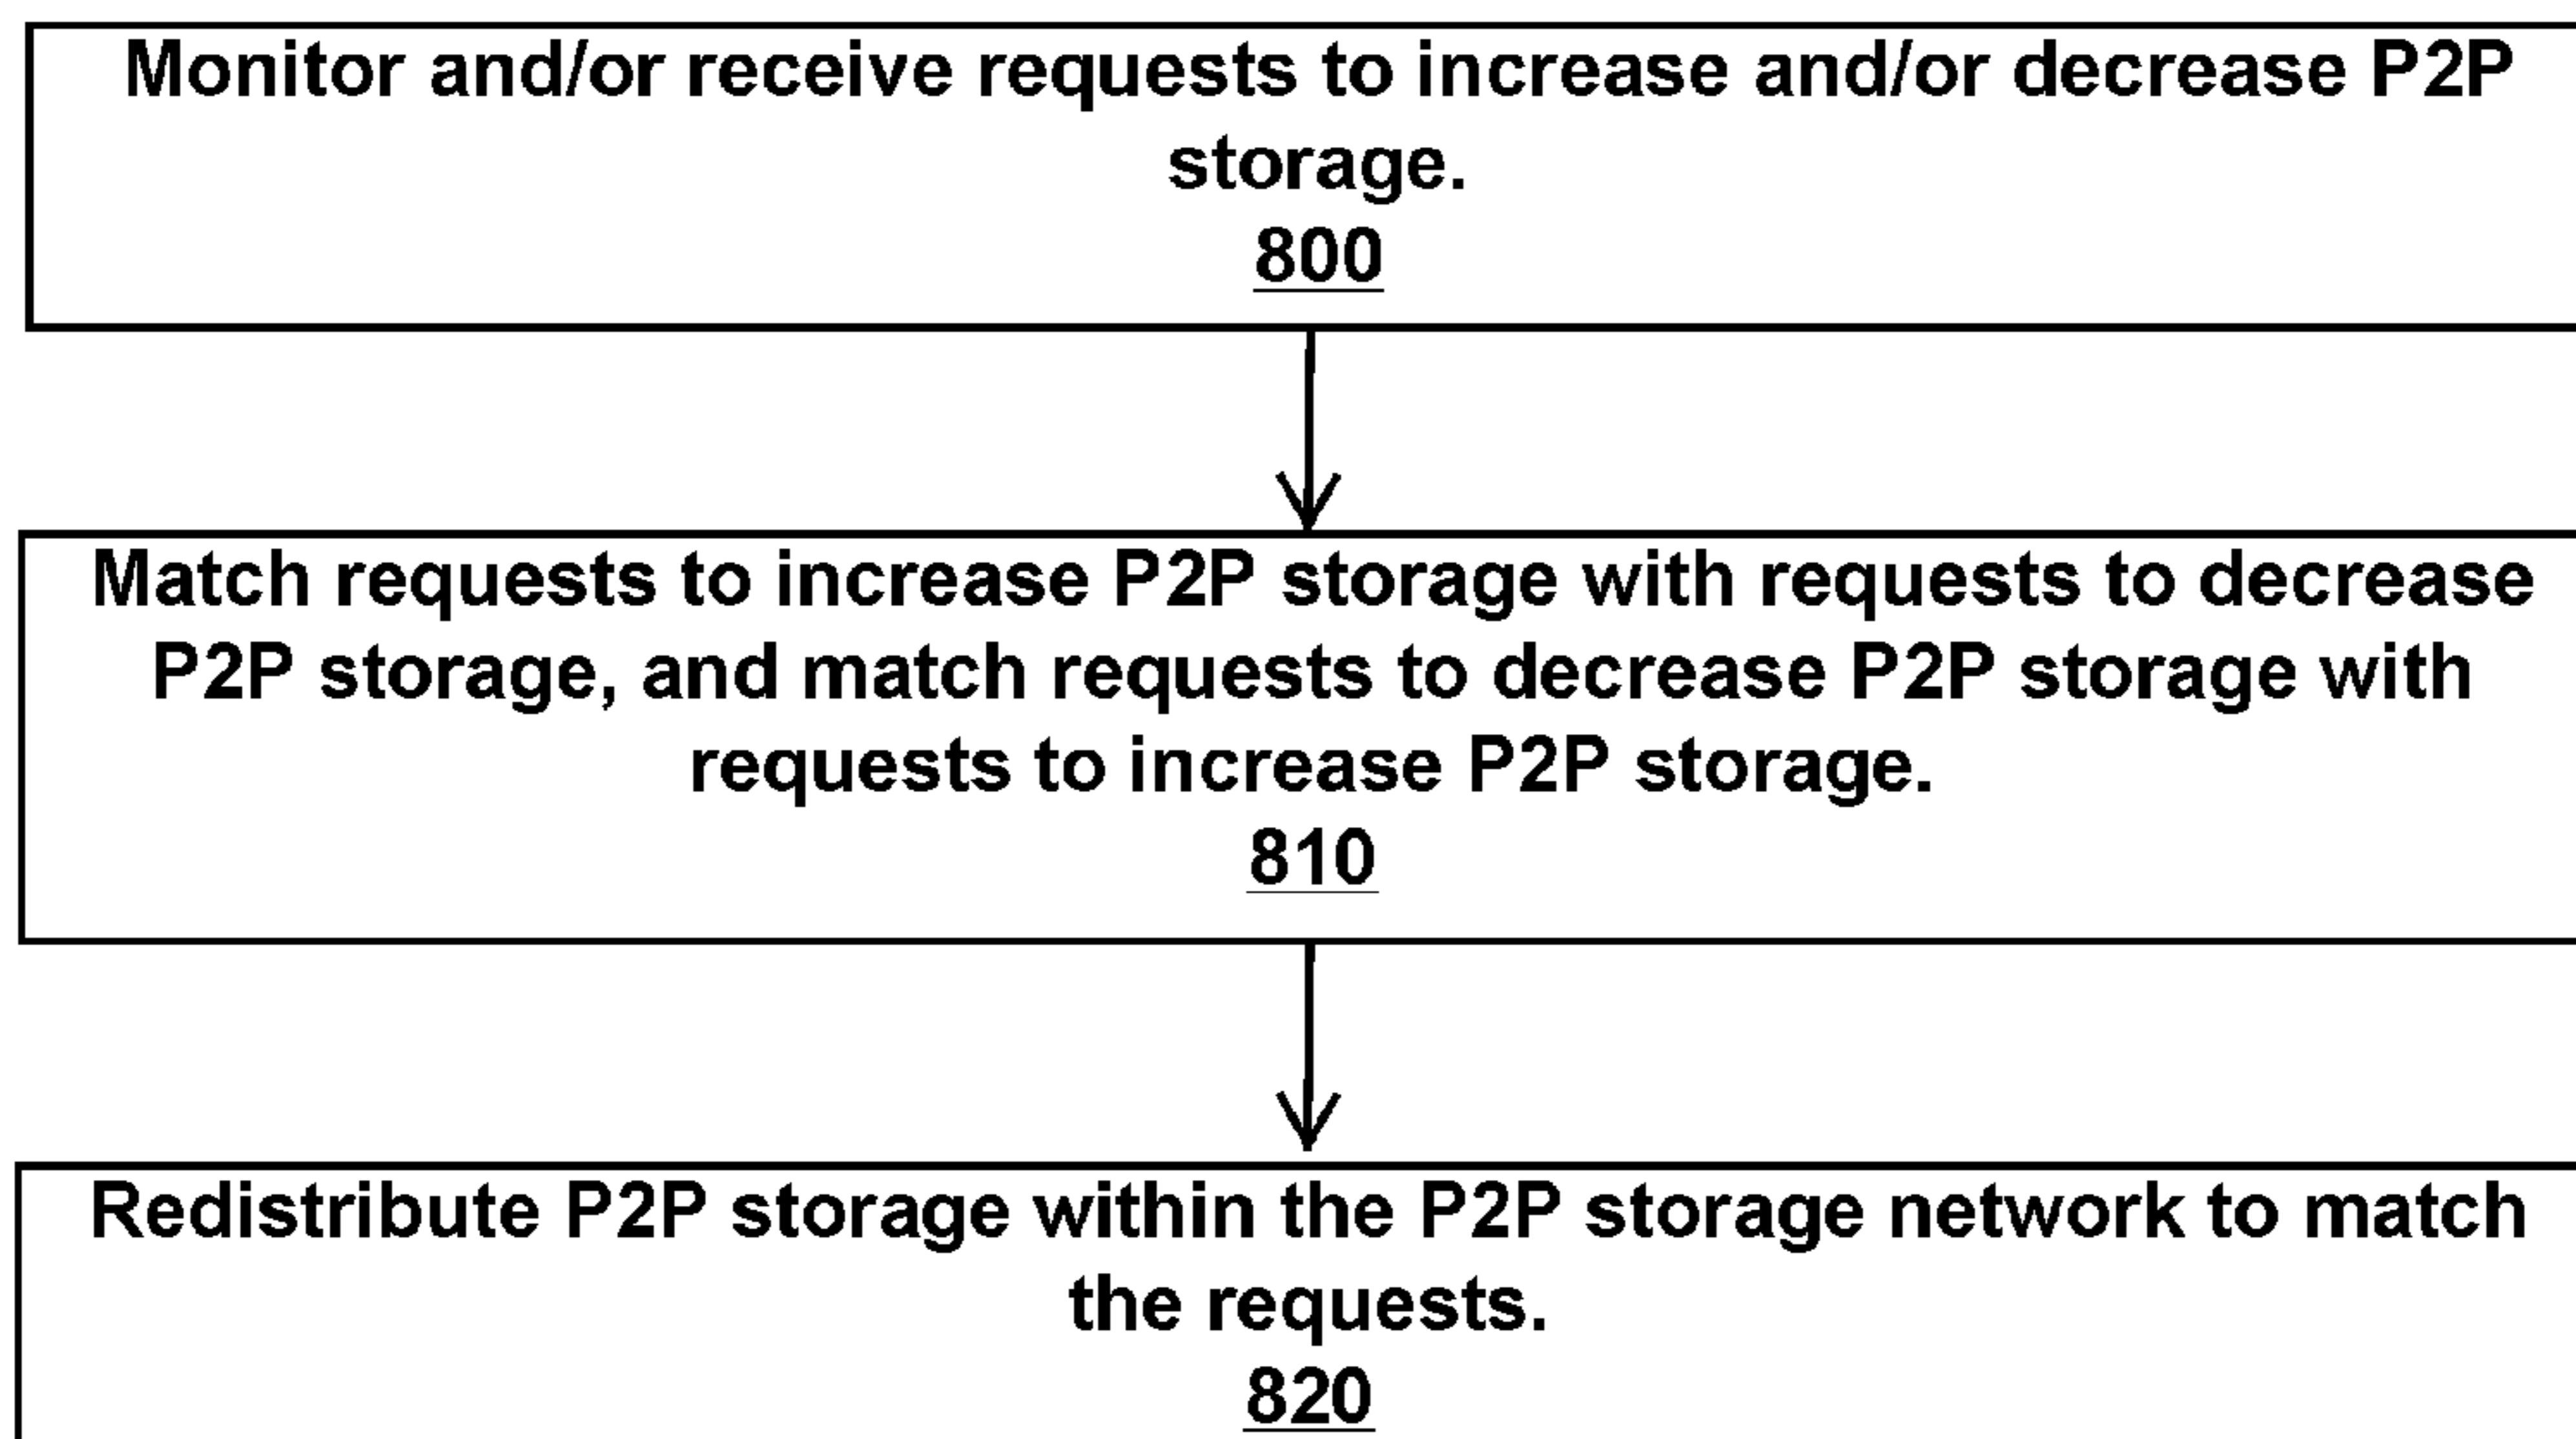 Monitor and/or receive requests to increase and/or decrease P2P
storage.
800
Match requests to increase P2P storage with requests to decrease
P2P storage, and match requests to decrease P2P storage with
requests to increase P2P storage.
810
Redistribute P2P storage within the P2P storage network to match
the requests.
820